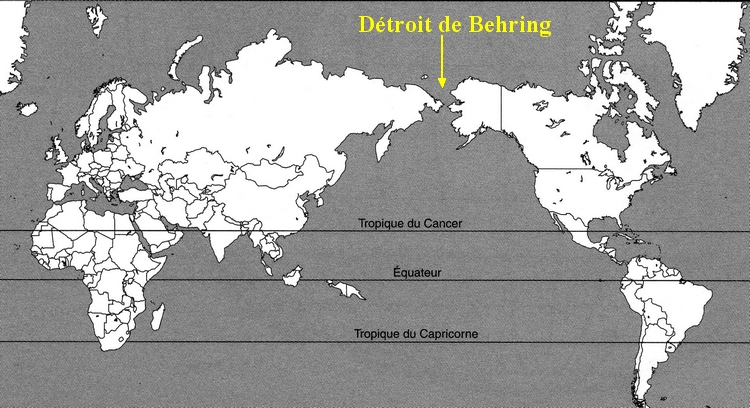 Détroit de Behring
Tropique du Cancer
Équateur
Tropique du Capricorne